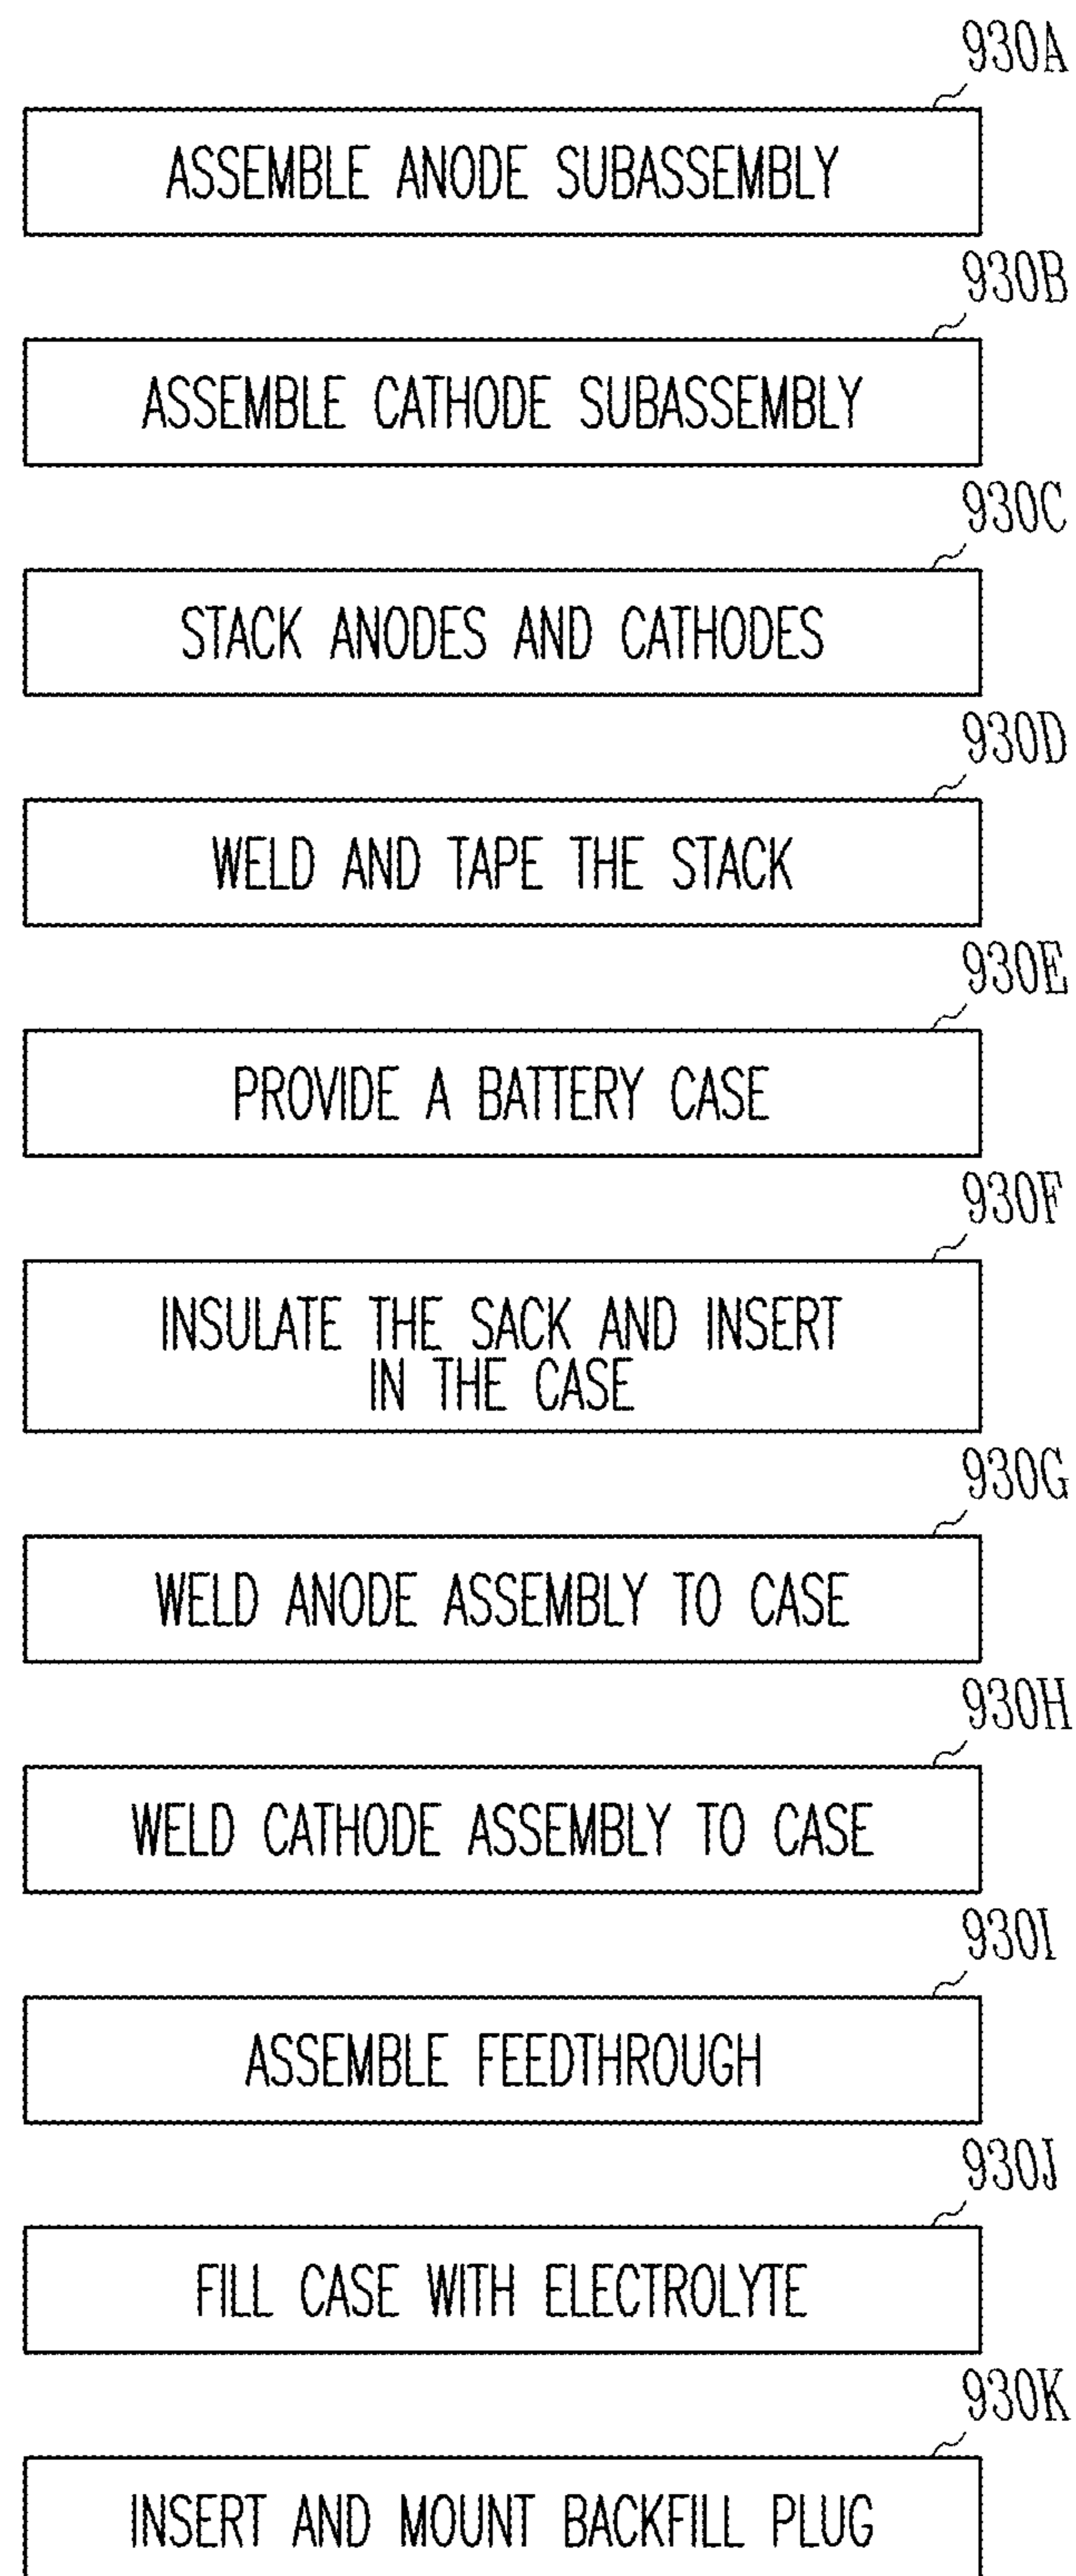 930A
ASSEMBLE ANODE SUBASSEMBLY
930B
ASSEMBLE CATHODE SUBASSEMBLY
930C
STACK ANODES AND CATHODES
930D
WELD AND TAPE THE STACK
930E
PROVIDE A BATTERY CASE
930F
INSULATE THE SACK AND INSERT
IN THE CASE
930G
WELD ANODE ASSEMBLY TO CASE
930H
WELD CATHODE ASSEMBLY TO CASE
930I
ASSEMBLE FEEDTHROUGH
930J
FILL CASE WITH ELECTROLYTE
930K
INSERT AND MOUNT BACKFILL PLUG